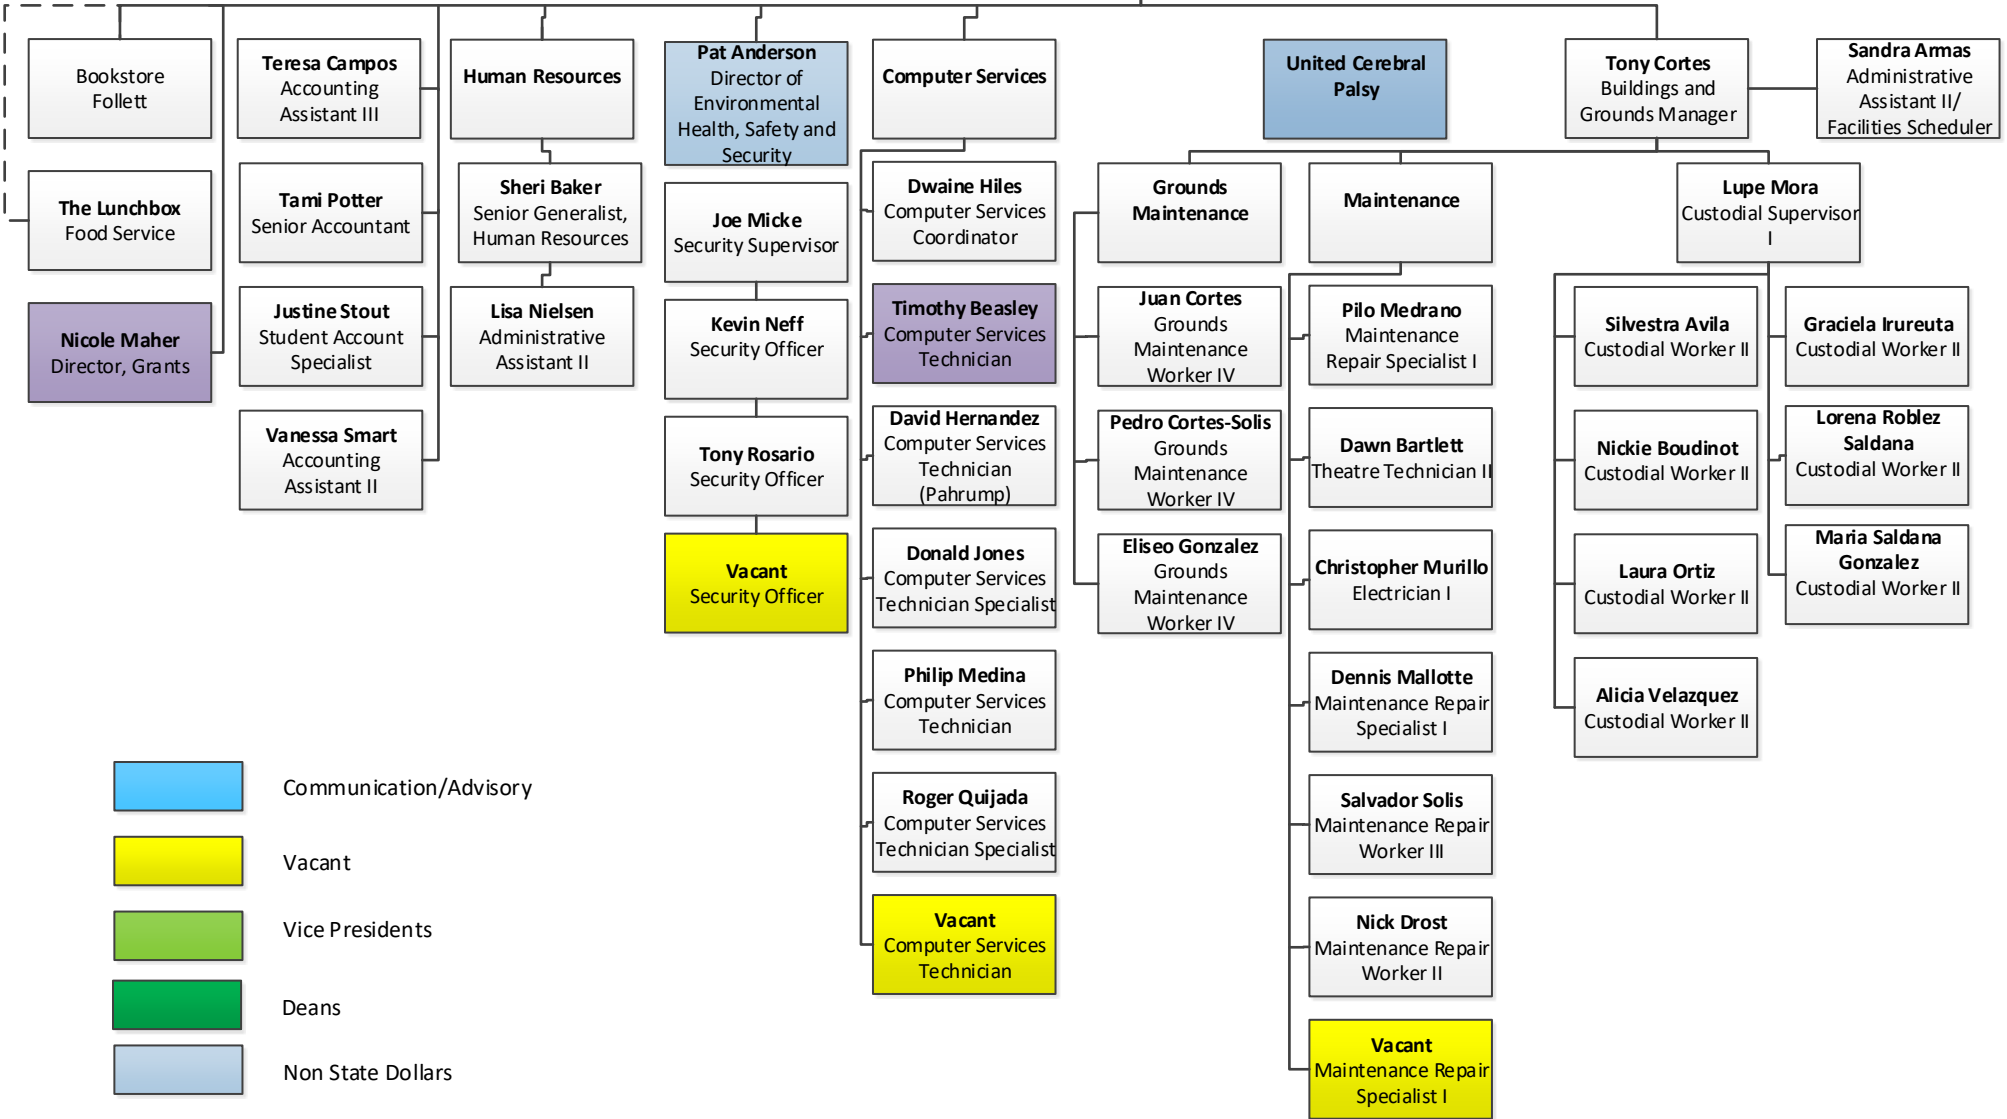 Bookstore
Follett
The Lunchbox
Food Service
Nicole Maher
Director, Grants
Teresa Campos
Accounting
Assistant III
Tami Potter
Senior Accountant
Justine Stout
Student Account
Specialist
Vanessa Smart
Accounting
Assistant II
Human Resources
Sheri Baker
Senior Generalist,
Human Resources
Lisa Nielsen
Administrative
Assistant II
Pat Anderson
Director of
Environmental
Health, Safety and
Security
Joe Micke
Security Supervisor
Kevin Neff
Security Officer
Tony Rosario
Security Officer
Vacant
Security Officer
Computer Services
Dwaine Hiles
Computer Services
Coordinator
Timothy Beasley
Computer Services
Technician
David Hernandez
Computer Services
Technician
(Pahrump)
Donald Jones
Computer Services
Technician Specialist
Philip Medina
Computer Services
Technician
Roger Quijada
Computer Services
Technician Specialist
Vacant
Computer Services
Technician
United Cerebral
Palsy
Tony Cortes
Buildings and
Grounds Manager
Sandra Armas
Administrative
Assistant II/
Facilities Scheduler
Grounds
Maintenance
Juan Cortes
Grounds
Maintenance
Worker IV
Pedro Cortes-Solis
Grounds
Maintenance
Worker IV
Eliseo Gonzalez
Grounds
Maintenance
Worker IV
Maintenance
Pilo Medrano
Maintenance
Repair Specialist I
Dawn Bartlett
Theatre Technician II
Christopher Murillo
Electrician I
Dennis Mallotte
Maintenance Repair
Specialist I
Salvador Solis
Maintenance Repair
Worker III
Nick Drost
Maintenance Repair
Worker II
Vacant
Maintenance Repair
Specialist I
Lupe Mora
Custodial Supervisor
I
Silvestra Avila
Custodial Worker II
Nickie Boudinot
Custodial Worker II
Laura Ortiz
Custodial Worker II
Alicia Velazquez
Custodial Worker II
Graciela Irureuta
Custodial Worker II
Lorena Roblez
Saldana
Custodial Worker II
Maria Saldana
Gonzalez
Custodial Worker II
Communication/Advisory
Vacant
Vice Presidents
Deans
Non State Dollars